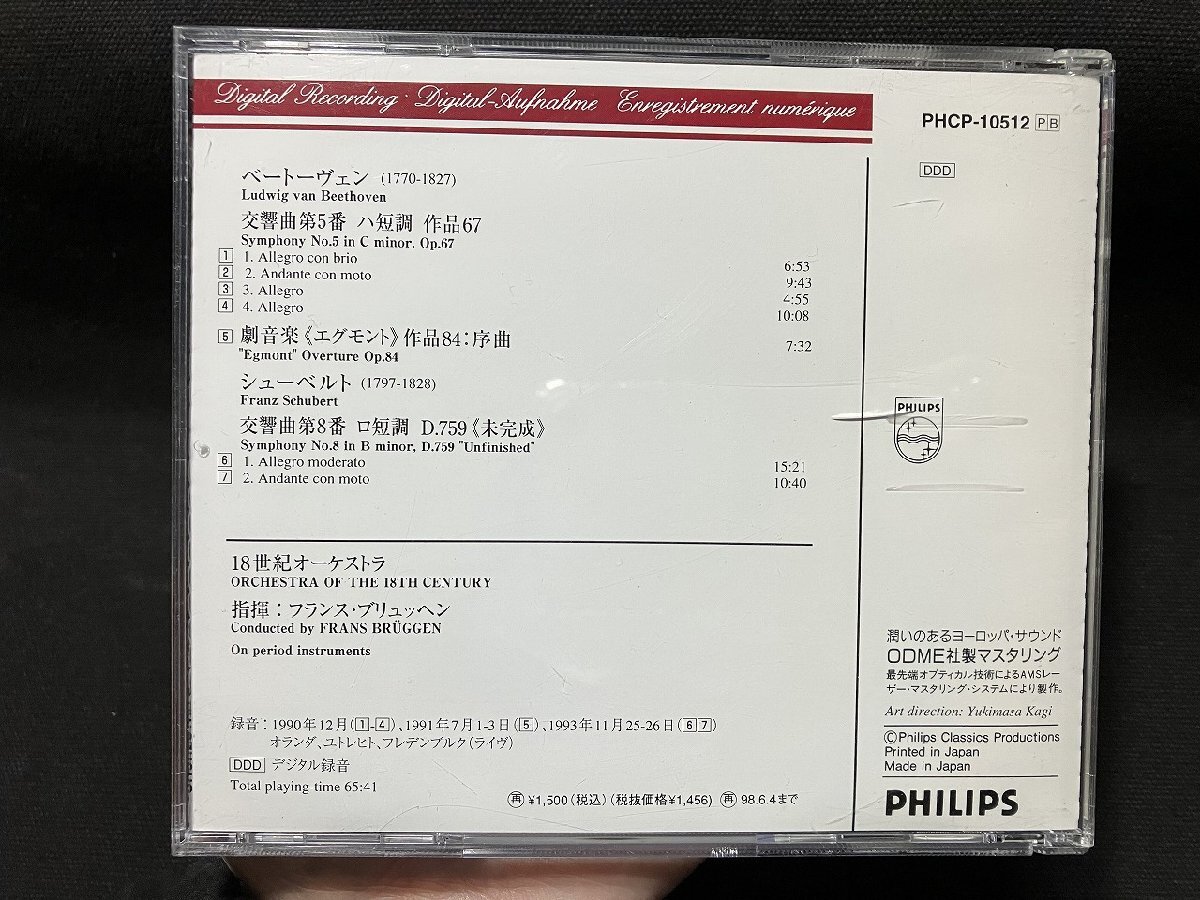 Digital Recording · Digital-Aufnahme Enregistrement numérique
PHCP-10512 PB
DDD
ベートーヴェン (1770-1827)
Ludwig van Beethoven
交響曲第5番 ハ短調 作品67
Symphony No.5 in C minor, Op.67
1 1. Allegro con brio 6:53
2 2. Andante con moto 9:43
3 3. Allegro 4:55
4 4. Allegro 10:08
5 劇音楽《エグモント》作品84:序曲 7:32
"Egmont" Overture Op.84
シューベルト (1797-1828)
Franz Schubert
交響曲第8番 ロ短調 D.759《未完成》
Symphony No.8 in B minor, D.759 "Unfinished"
6 1. Allegro moderato 15:21
7 2. Andante con moto 10:40
18世紀オーケストラ
ORCHESTRA OF THE 18TH CENTURY
指揮:フランス・ブリュッヘン
Conducted by FRANS BRÜGGEN
On period instruments
録音:1990年12月(1-4)、1991年7月1-3日(5)、1993年11月25-26日(6 7)
オランダ、ユトレヒト、フレデンブルク(ライヴ)
DDD デジタル録音
Total playing time 65:41
再 ¥1,500(税込)(税抜価格¥1,456) 再 98.6.4まで
PHILIPS
潤いのあるヨーロッパ・サウンド
ODME社製マスタリング
最先端オプティカル技術によるAMSレー
ザー・マスタリング・システムにより製作。
Art direction: Yukimasa Kagi
©Philips Classics Productions
Printed in Japan
Made in Japan
PHILIPS